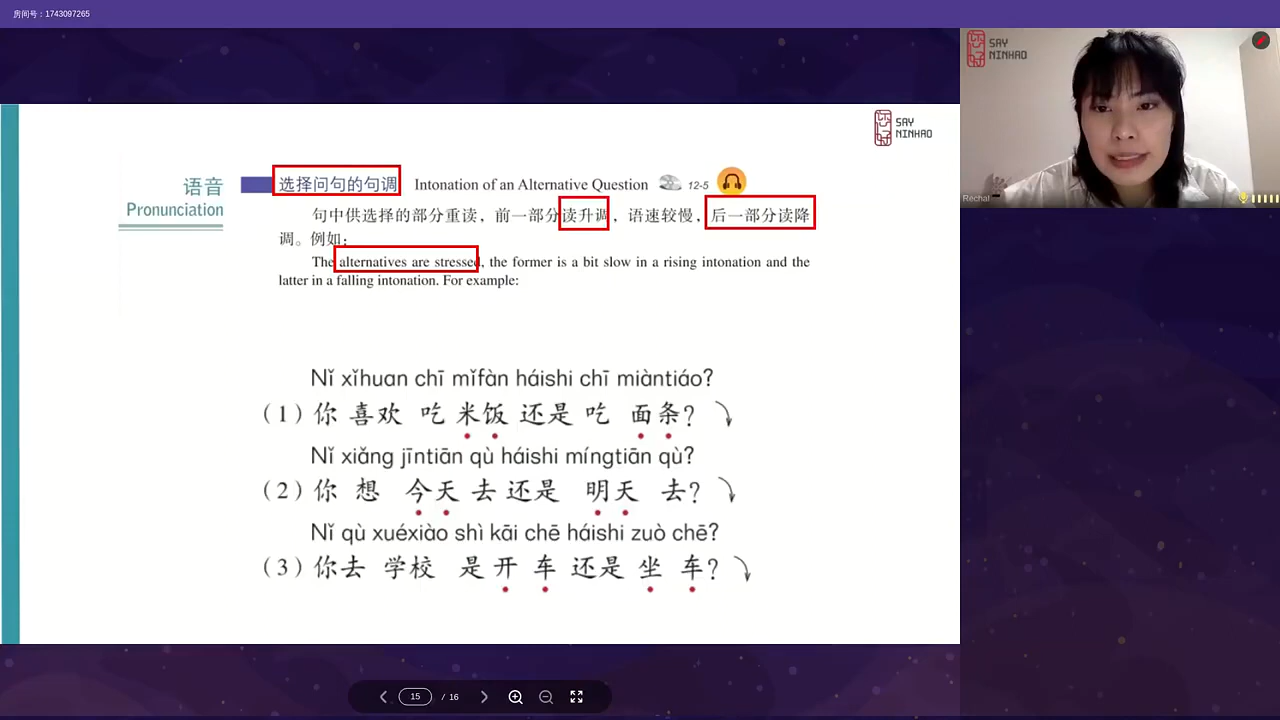 房间号：1743097265
SAY
NINHAO
SAY
NINHAO
Rechal
语音
Pronunciation
选择问句的句调 Intonation of an Alternative Question 12-5
句中供选择的部分重读，前一部分读升调，语速较慢，后一部分读降
调。例如：
The alternatives are stressed, the former is a bit slow in a rising intonation and the
latter in a falling intonation. For example:
Nǐ xǐhuan chī mǐfàn háishi chī miàntiáo?
（1）你 喜欢 吃 米饭 还是 吃 面条？
Nǐ xiǎng jīntiān qù háishi míngtiān qù?
（2）你 想 今天 去 还是 明天 去？
Nǐ qù xuéxiào shì kāi chē háishi zuò chē?
（3）你去 学校 是 开 车 还是 坐 车？
15 / 16